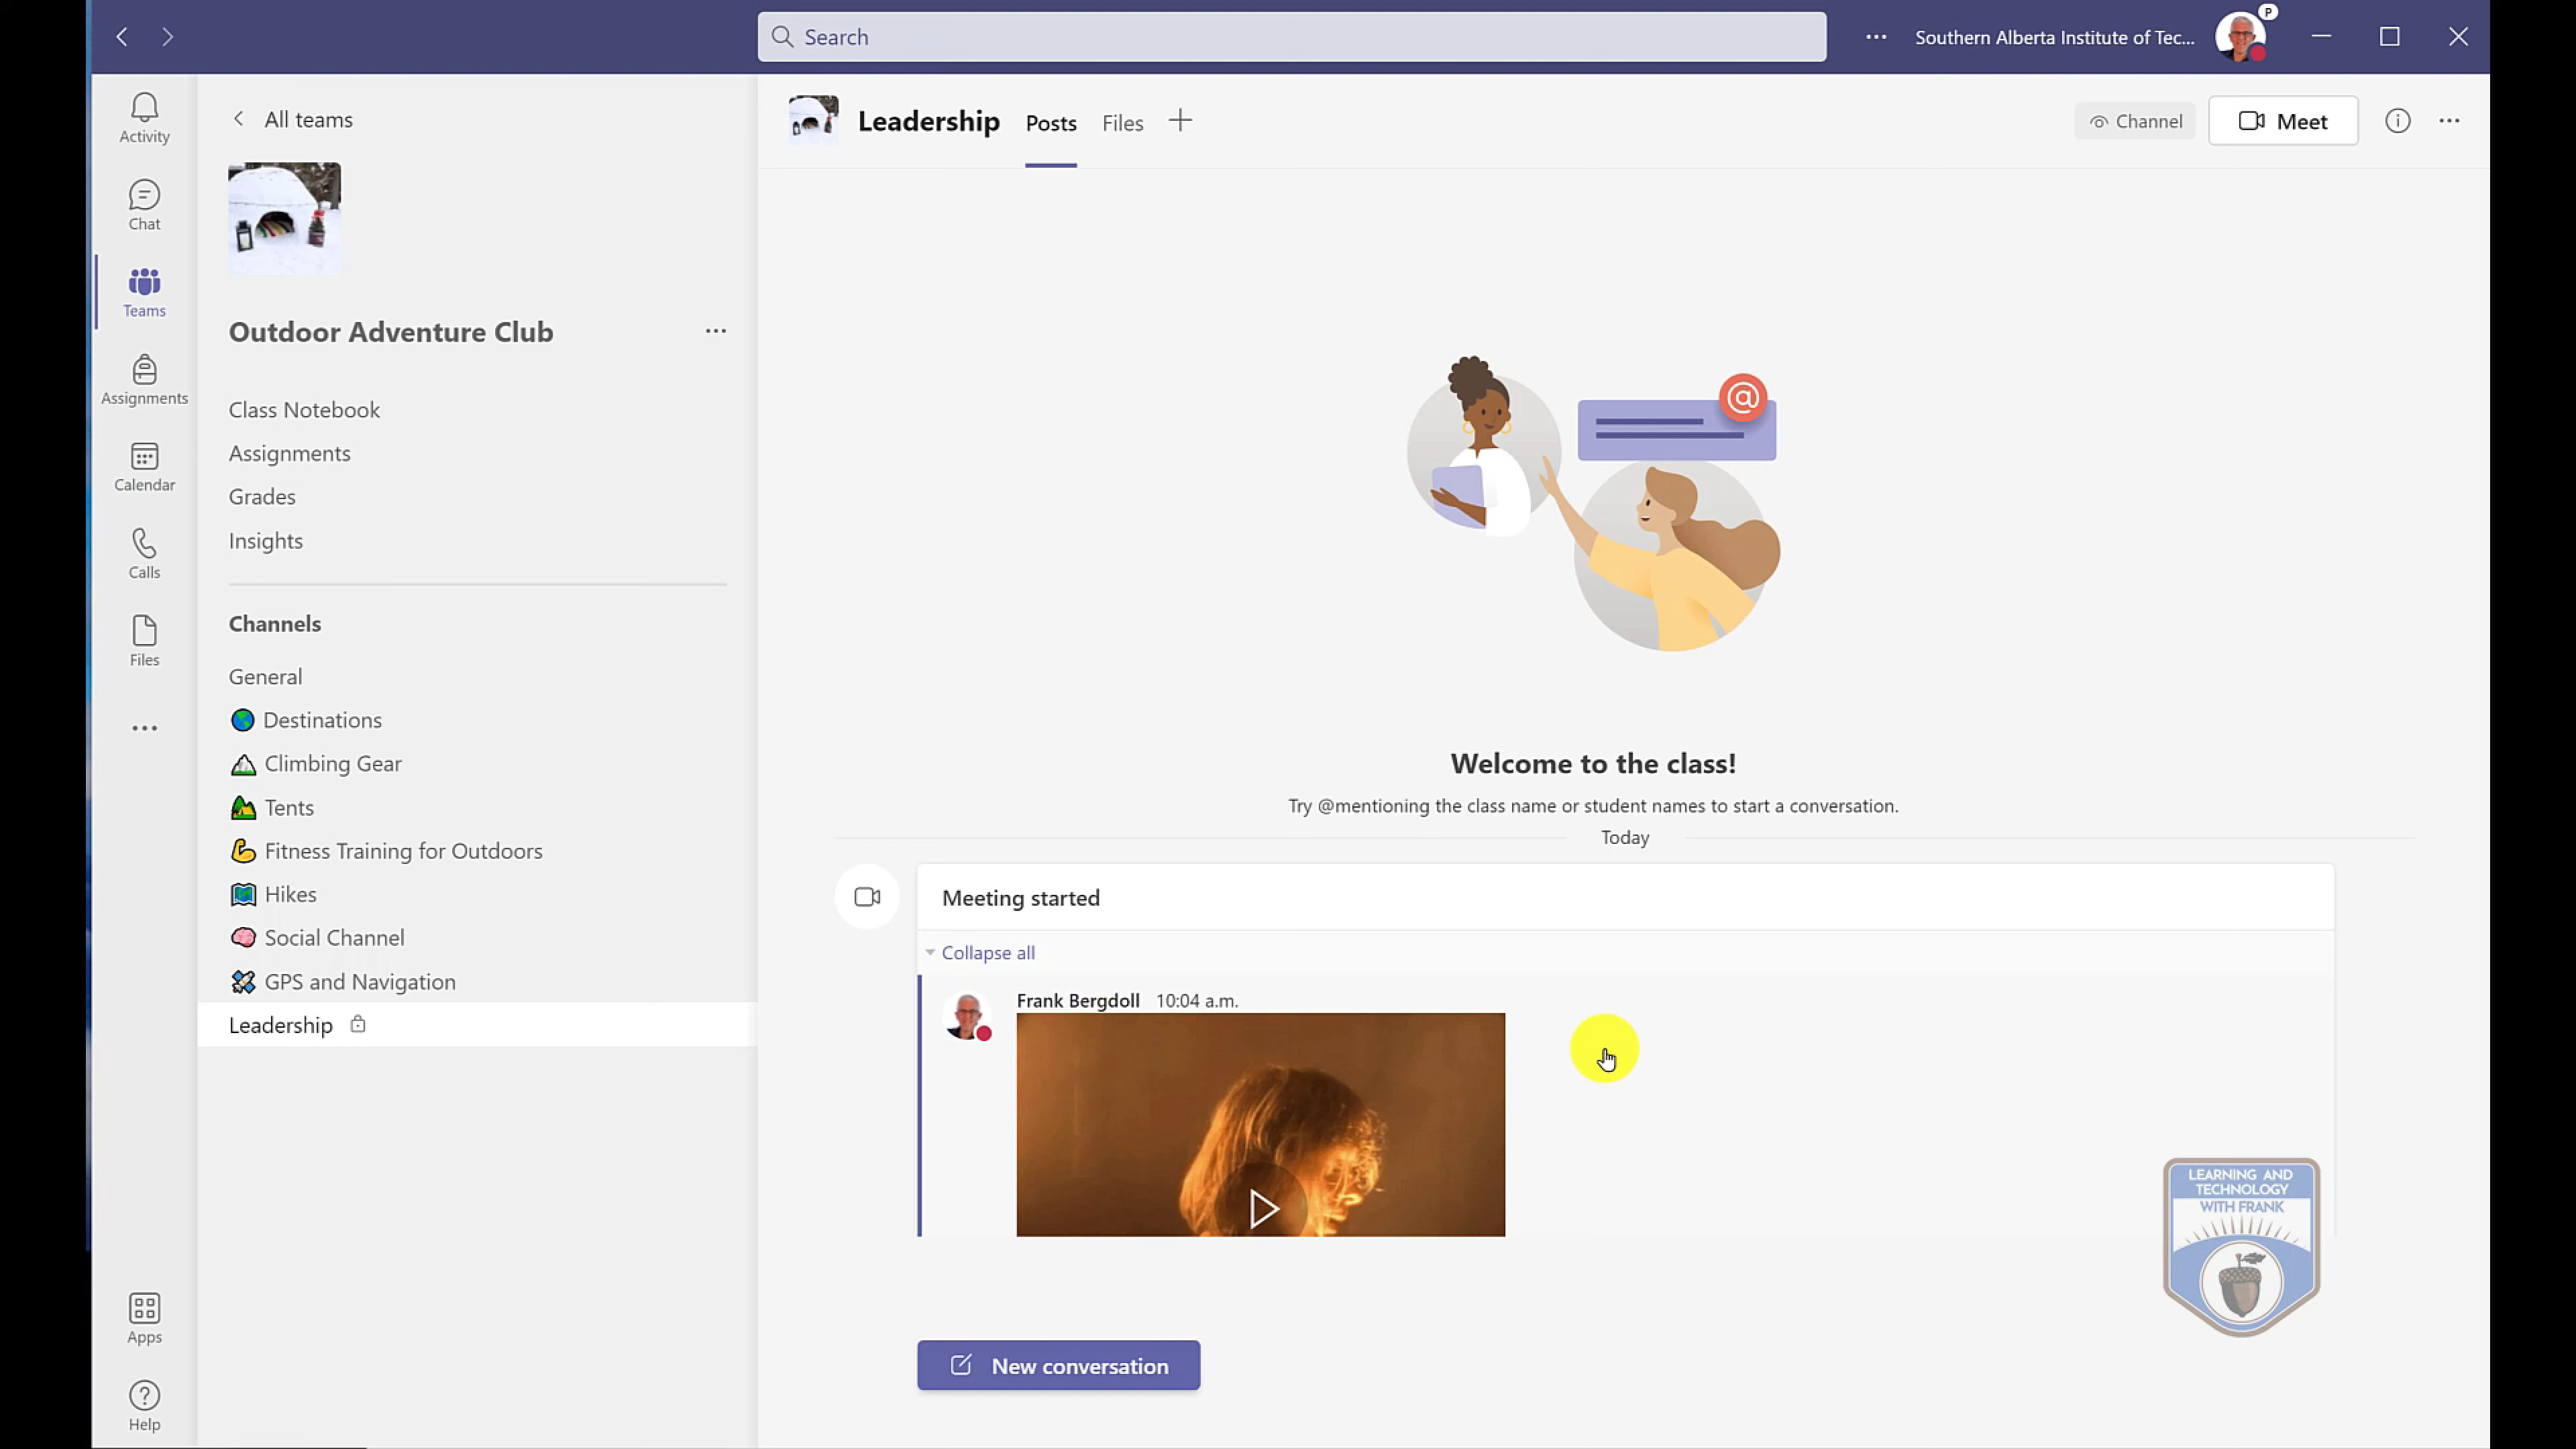 Search
Southern Alberta Institute of Tec...
P
Activity
Chat
Teams
Assignments
Calendar
Calls
Files
Apps
Help
All teams
Outdoor Adventure Club
Class Notebook
Assignments
Grades
Insights
Channels
General
Destinations
Climbing Gear
Tents
Fitness Training for Outdoors
Hikes
Social Channel
GPS and Navigation
Leadership
Leadership Posts Files
Channel
Meet
@
Welcome to the class!
Try @mentioning the class name or student names to start a conversation.
Today
Meeting started
Collapse all
Frank Bergdoll 10:04 a.m.
New conversation
LEARNING AND
TECHNOLOGY
WITH FRANK